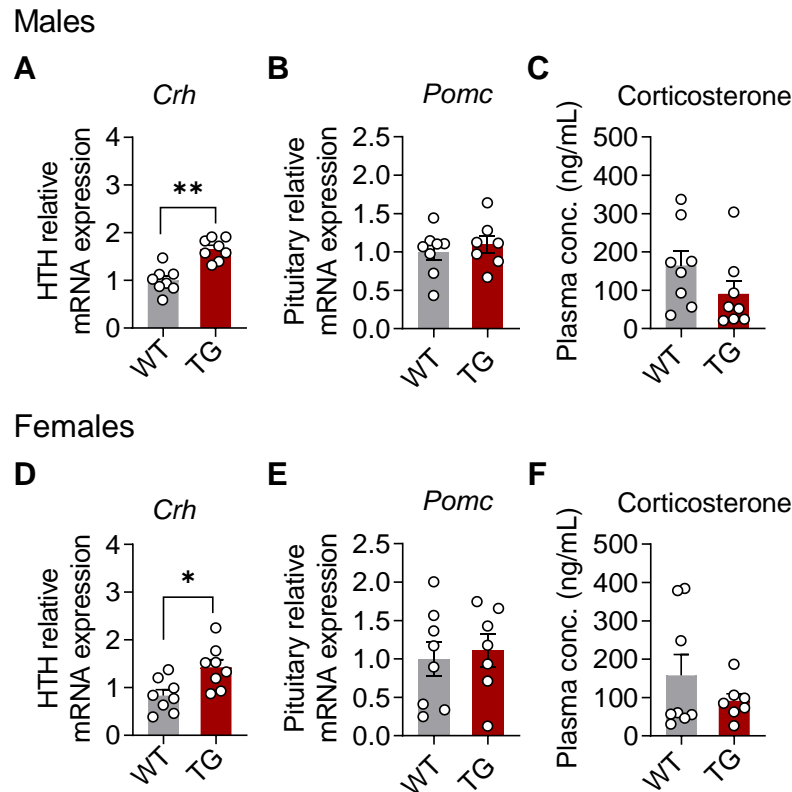 Males
A
B
C
Crh
Pomc
Corticosterone
HTH relative
mRNA expression
4
3
2
1
0
**
WT
TG
Pituitary relative
mRNA expression
2.5
2.0
1.5
1.0
0.5
0.0
WT
TG
Plasma conc. (ng/mL)
500
400
300
200
100
0
WT
TG
Females
D
E
F
Crh
Pomc
Corticosterone
HTH relative
mRNA expression
4
3
2
1
0
*
WT
TG
Pituitary relative
mRNA expression
2.5
2.0
1.5
1.0
0.5
0.0
WT
TG
Plasma conc. (ng/mL)
500
400
300
200
100
0
WT
TG